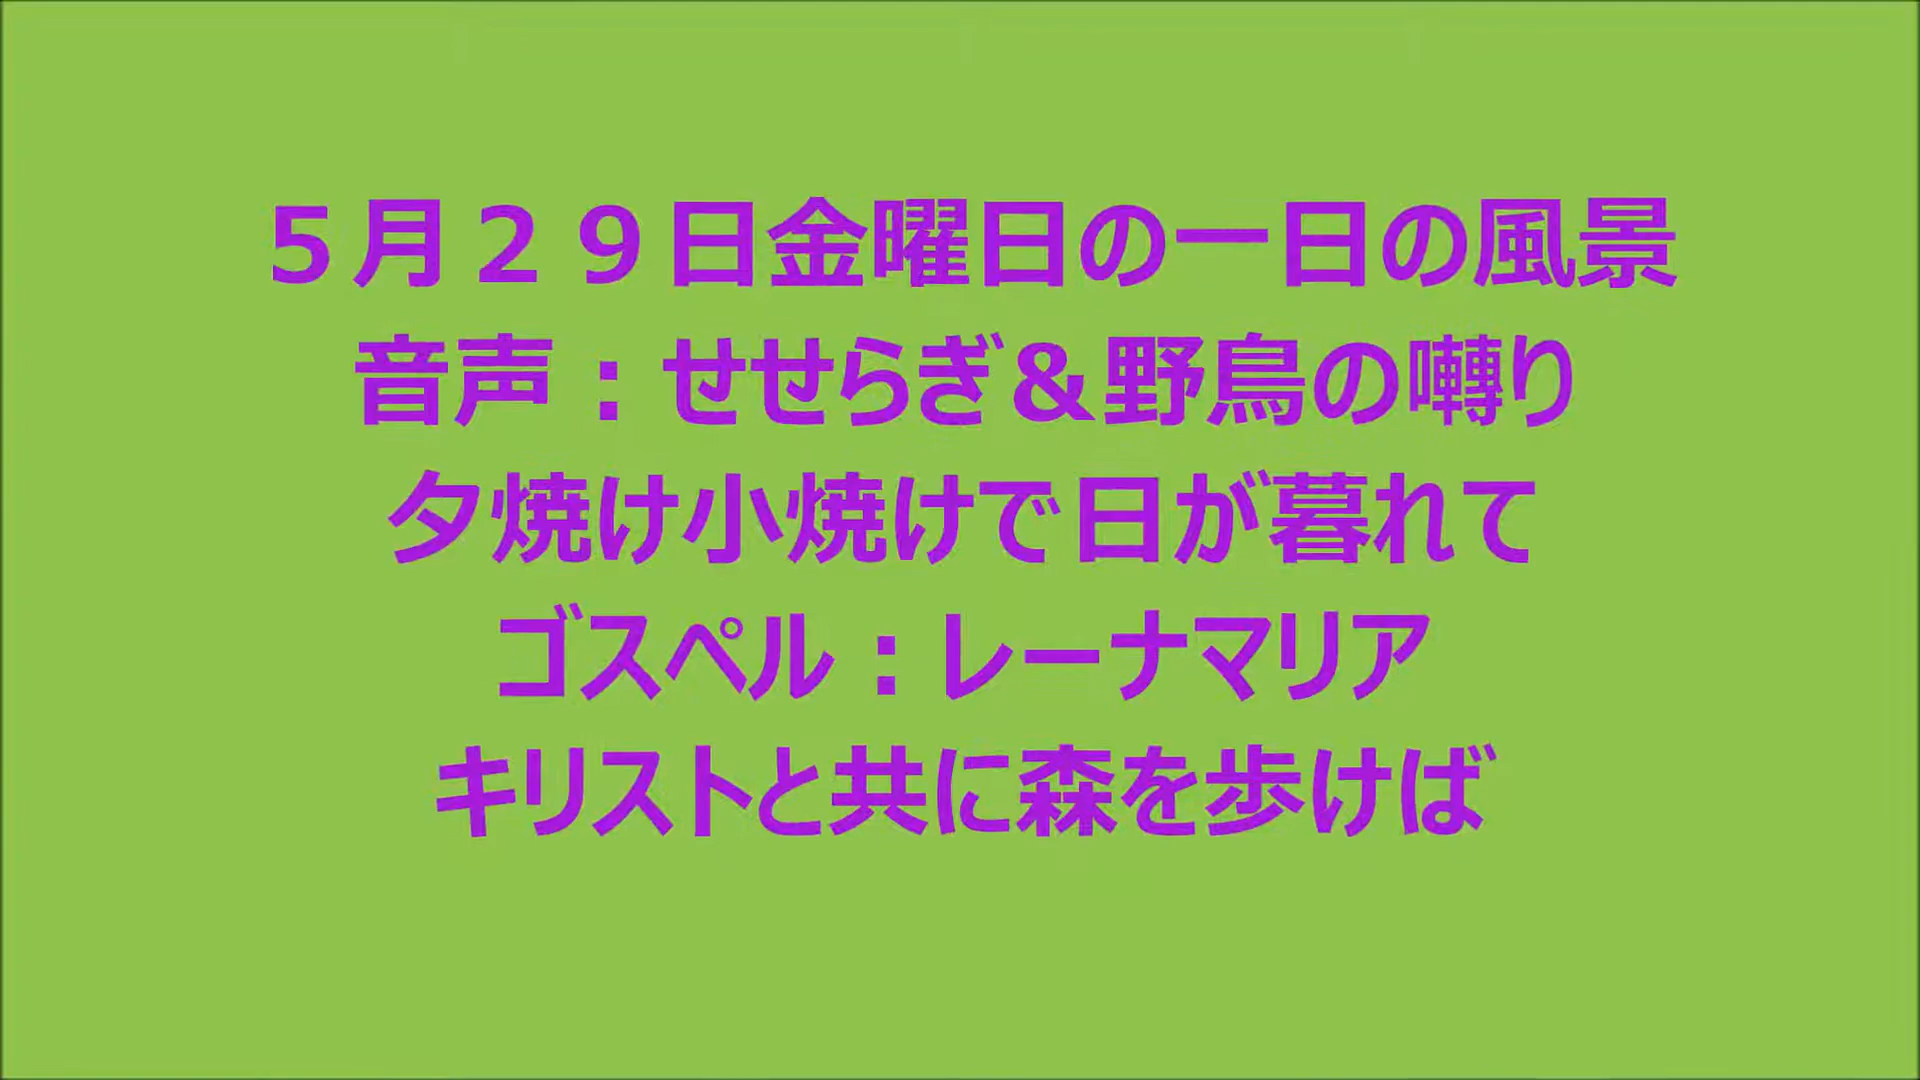 ５月２９日金曜日の一日の風景
音声：せせらぎ＆野鳥の囀り
夕焼け小焼けで日が暮れて
ゴスペル：レーナマリア
キリストと共に森を歩けば